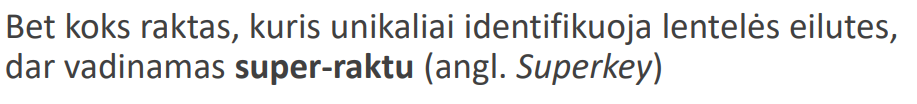 Bet koks raktas, kuris unikaliai identifikuoja lentelės eilutes,
dar vadinamas super-raktu (angl. Superkey)